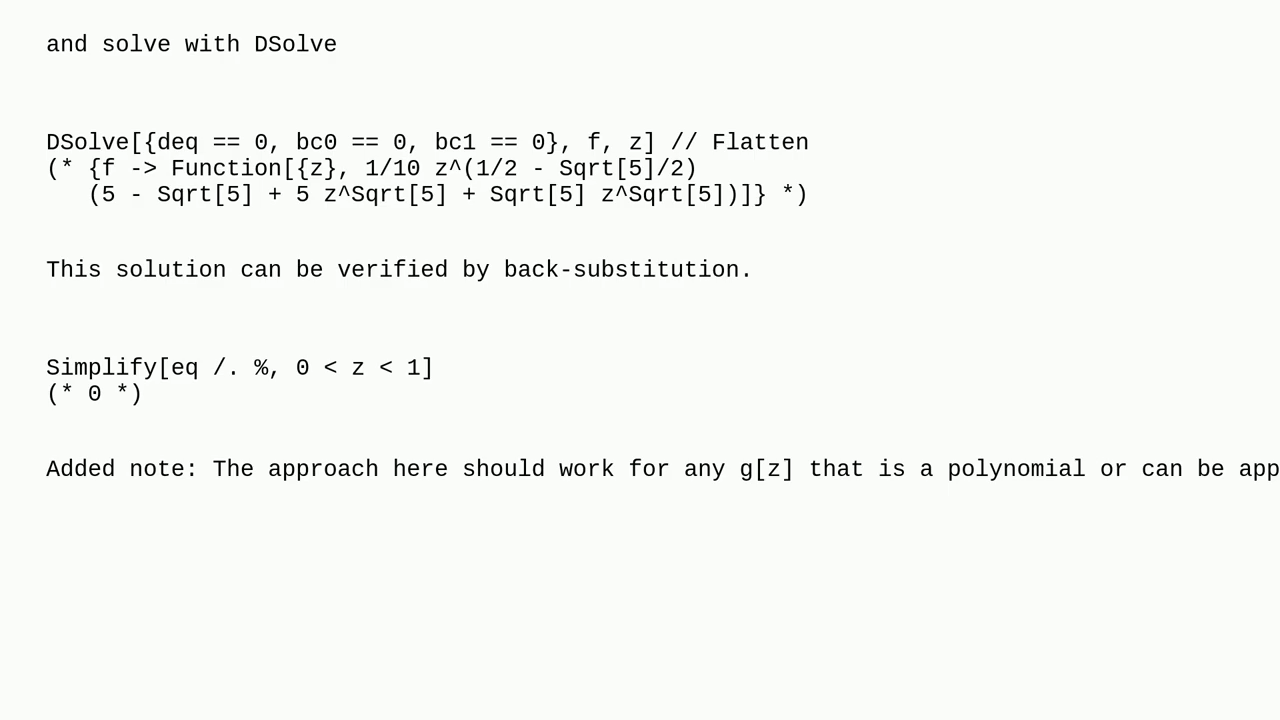 and solve with DSolve
DSolve[{deq == 0, bc0 == 0, bc1 == 0}, f, z] // Flatten
(* {f -> Function[{z}, 1/10 z^(1/2 - Sqrt[5]/2)
   (5 - Sqrt[5] + 5 z^Sqrt[5] + Sqrt[5] z^Sqrt[5])]} *)
This solution can be verified by back-substitution.
Simplify[eq /. %, 0 < z < 1]
(* 0 *)
Added note: The approach here should work for any g[z] that is a polynomial or can be app